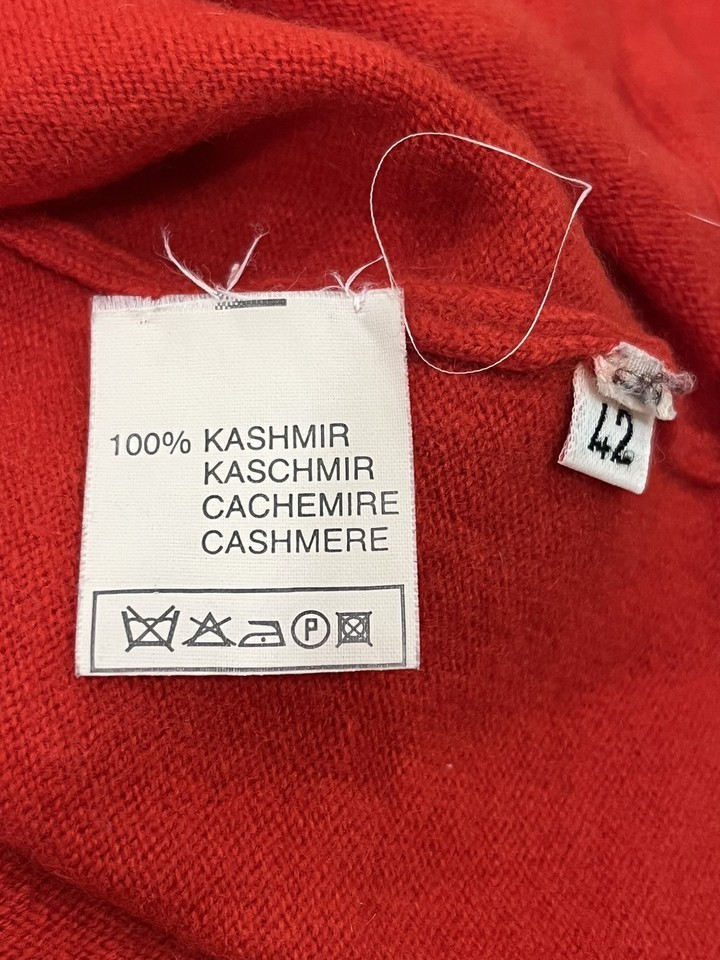 100% KASHMIR
KASCHMIR
CACHEMIRE
CASHMERE
P
42